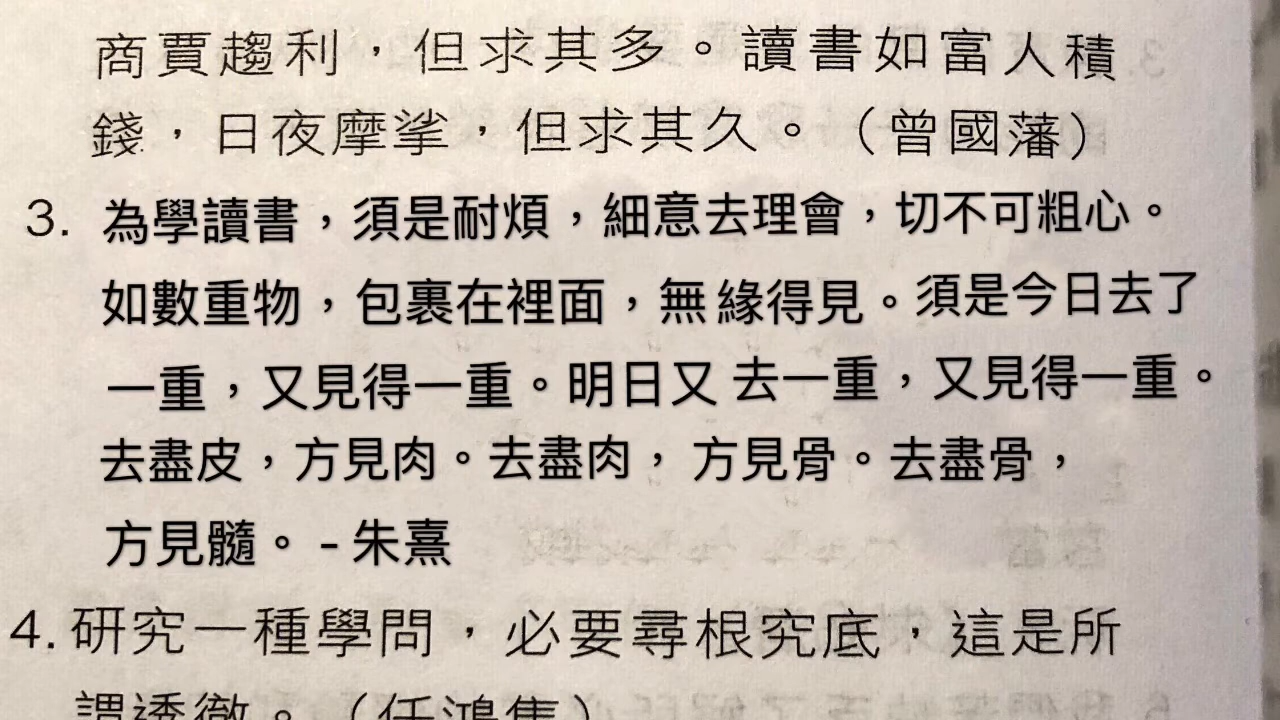 商賈趨利，但求其多。讀書如富人積
錢，日夜摩挲，但求其久。（曾國藩）
3. 為學讀書，須是耐煩，細意去理會，切不可粗心。
如數重物，包裹在裡面，無緣得見。須是今日去了
一重，又見得一重。明日又去一重，又見得一重。
去盡皮，方見肉。去盡肉，方見骨。去盡骨，
方見髓。- 朱熹
4. 研究一種學問，必要尋根究底，這是所
謂透徹。（任鴻雋）